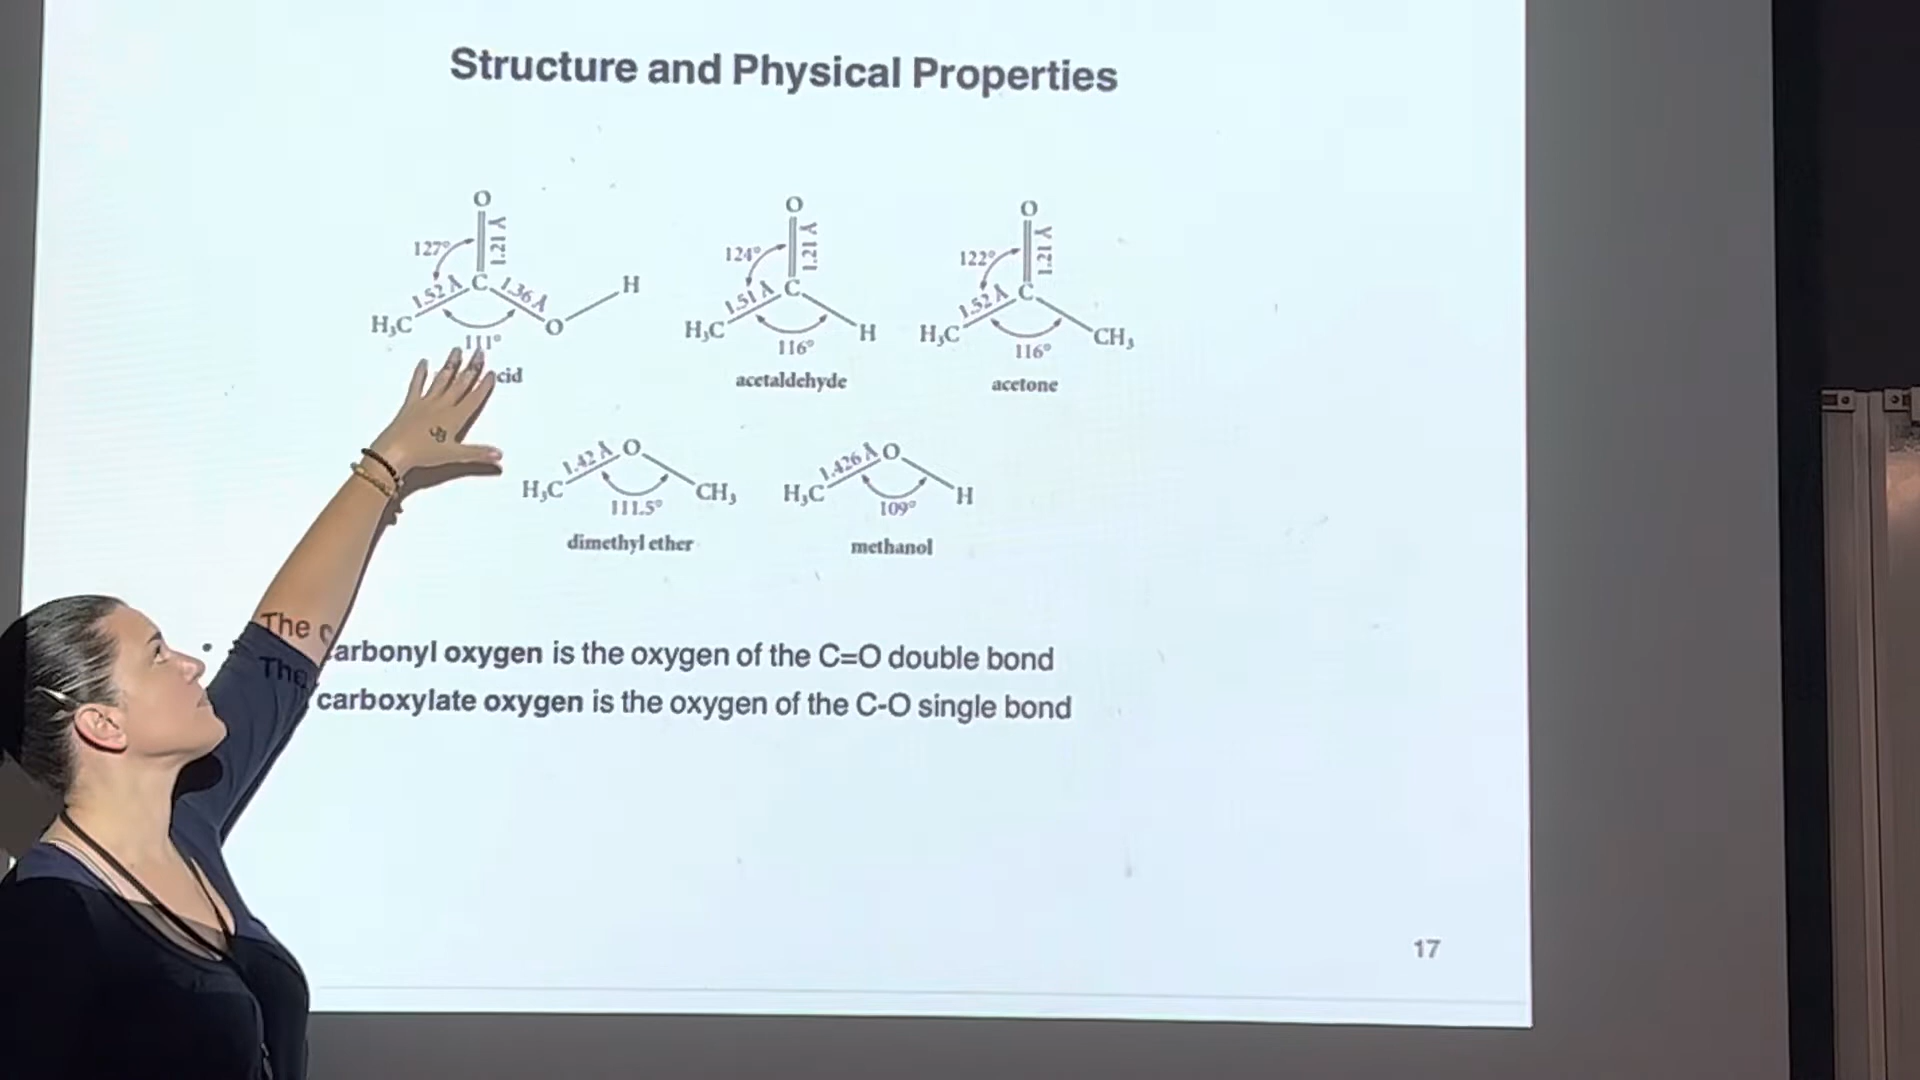 Structure and Physical Properties
O O O
127° 1.21 Å 124° 1.21 Å 122° 1.21 Å
1.52 Å C 1.36 Å H 1.51 Å C 1.52 Å C
H₃C O H₃C H H₃C CH₃
111° 116° 116°
cid acetaldehyde acetone
1.42 Å O 1.426 Å O
H₃C CH₃ H₃C H
111.5° 109°
dimethyl ether methanol
• The carbonyl oxygen is the oxygen of the C=O double bond
The carboxylate oxygen is the oxygen of the C-O single bond
17